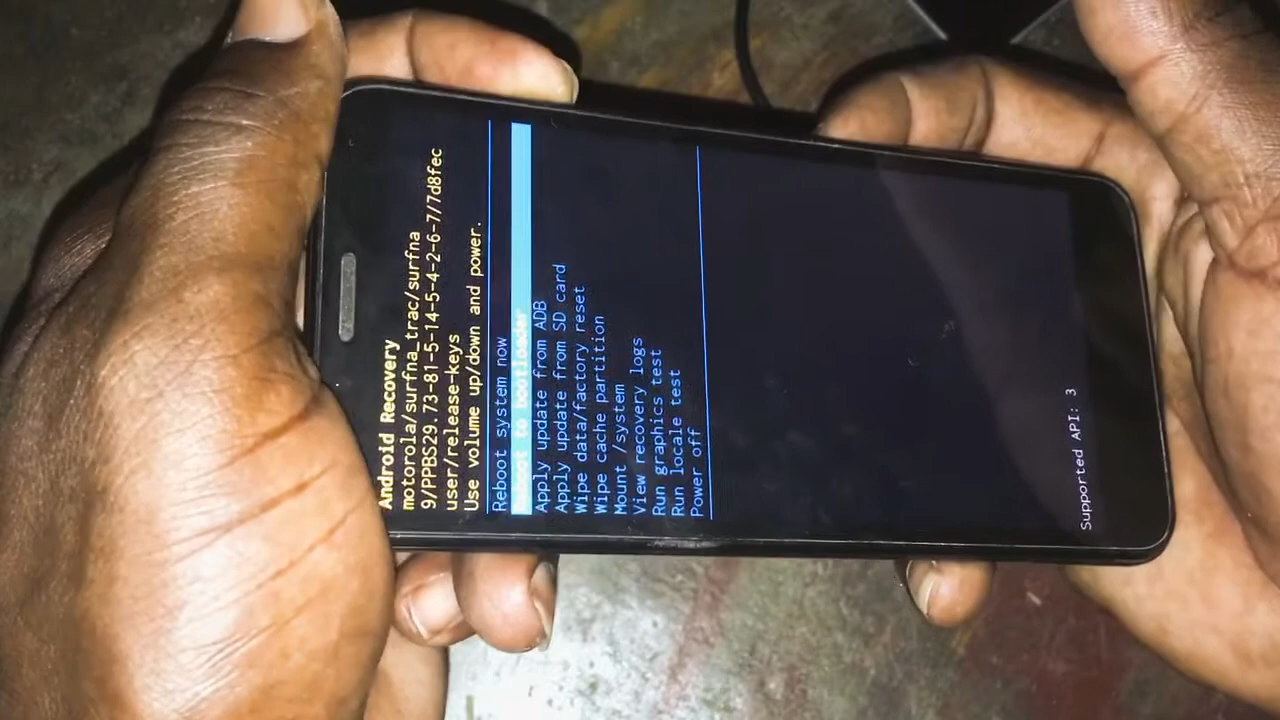 Android Recovery
motorola/surfna_trac/surfna
9/PPBS29.73-81-5-14-5-4-2-6-7/7d8fec
user/release-keys
Use volume up/down and power.
Reboot system now
Reboot to bootloader
Apply update from ADB
Apply update from SD card
Wipe data/factory reset
Wipe cache partition
Mount /system
View recovery logs
Run graphics test
Run locale test
Power off
Supported API: 3